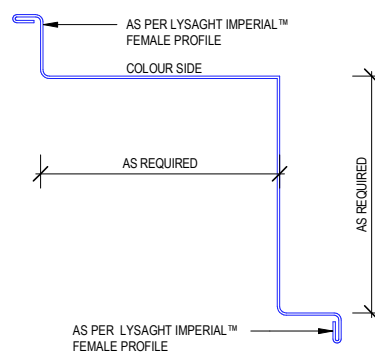 AS PER LYSAGHT IMPERIAL™
FEMALE PROFILE
COLOUR SIDE
AS REQUIRED
AS REQUIRED
AS PER LYSAGHT IMPERIAL™
FEMALE PROFILE